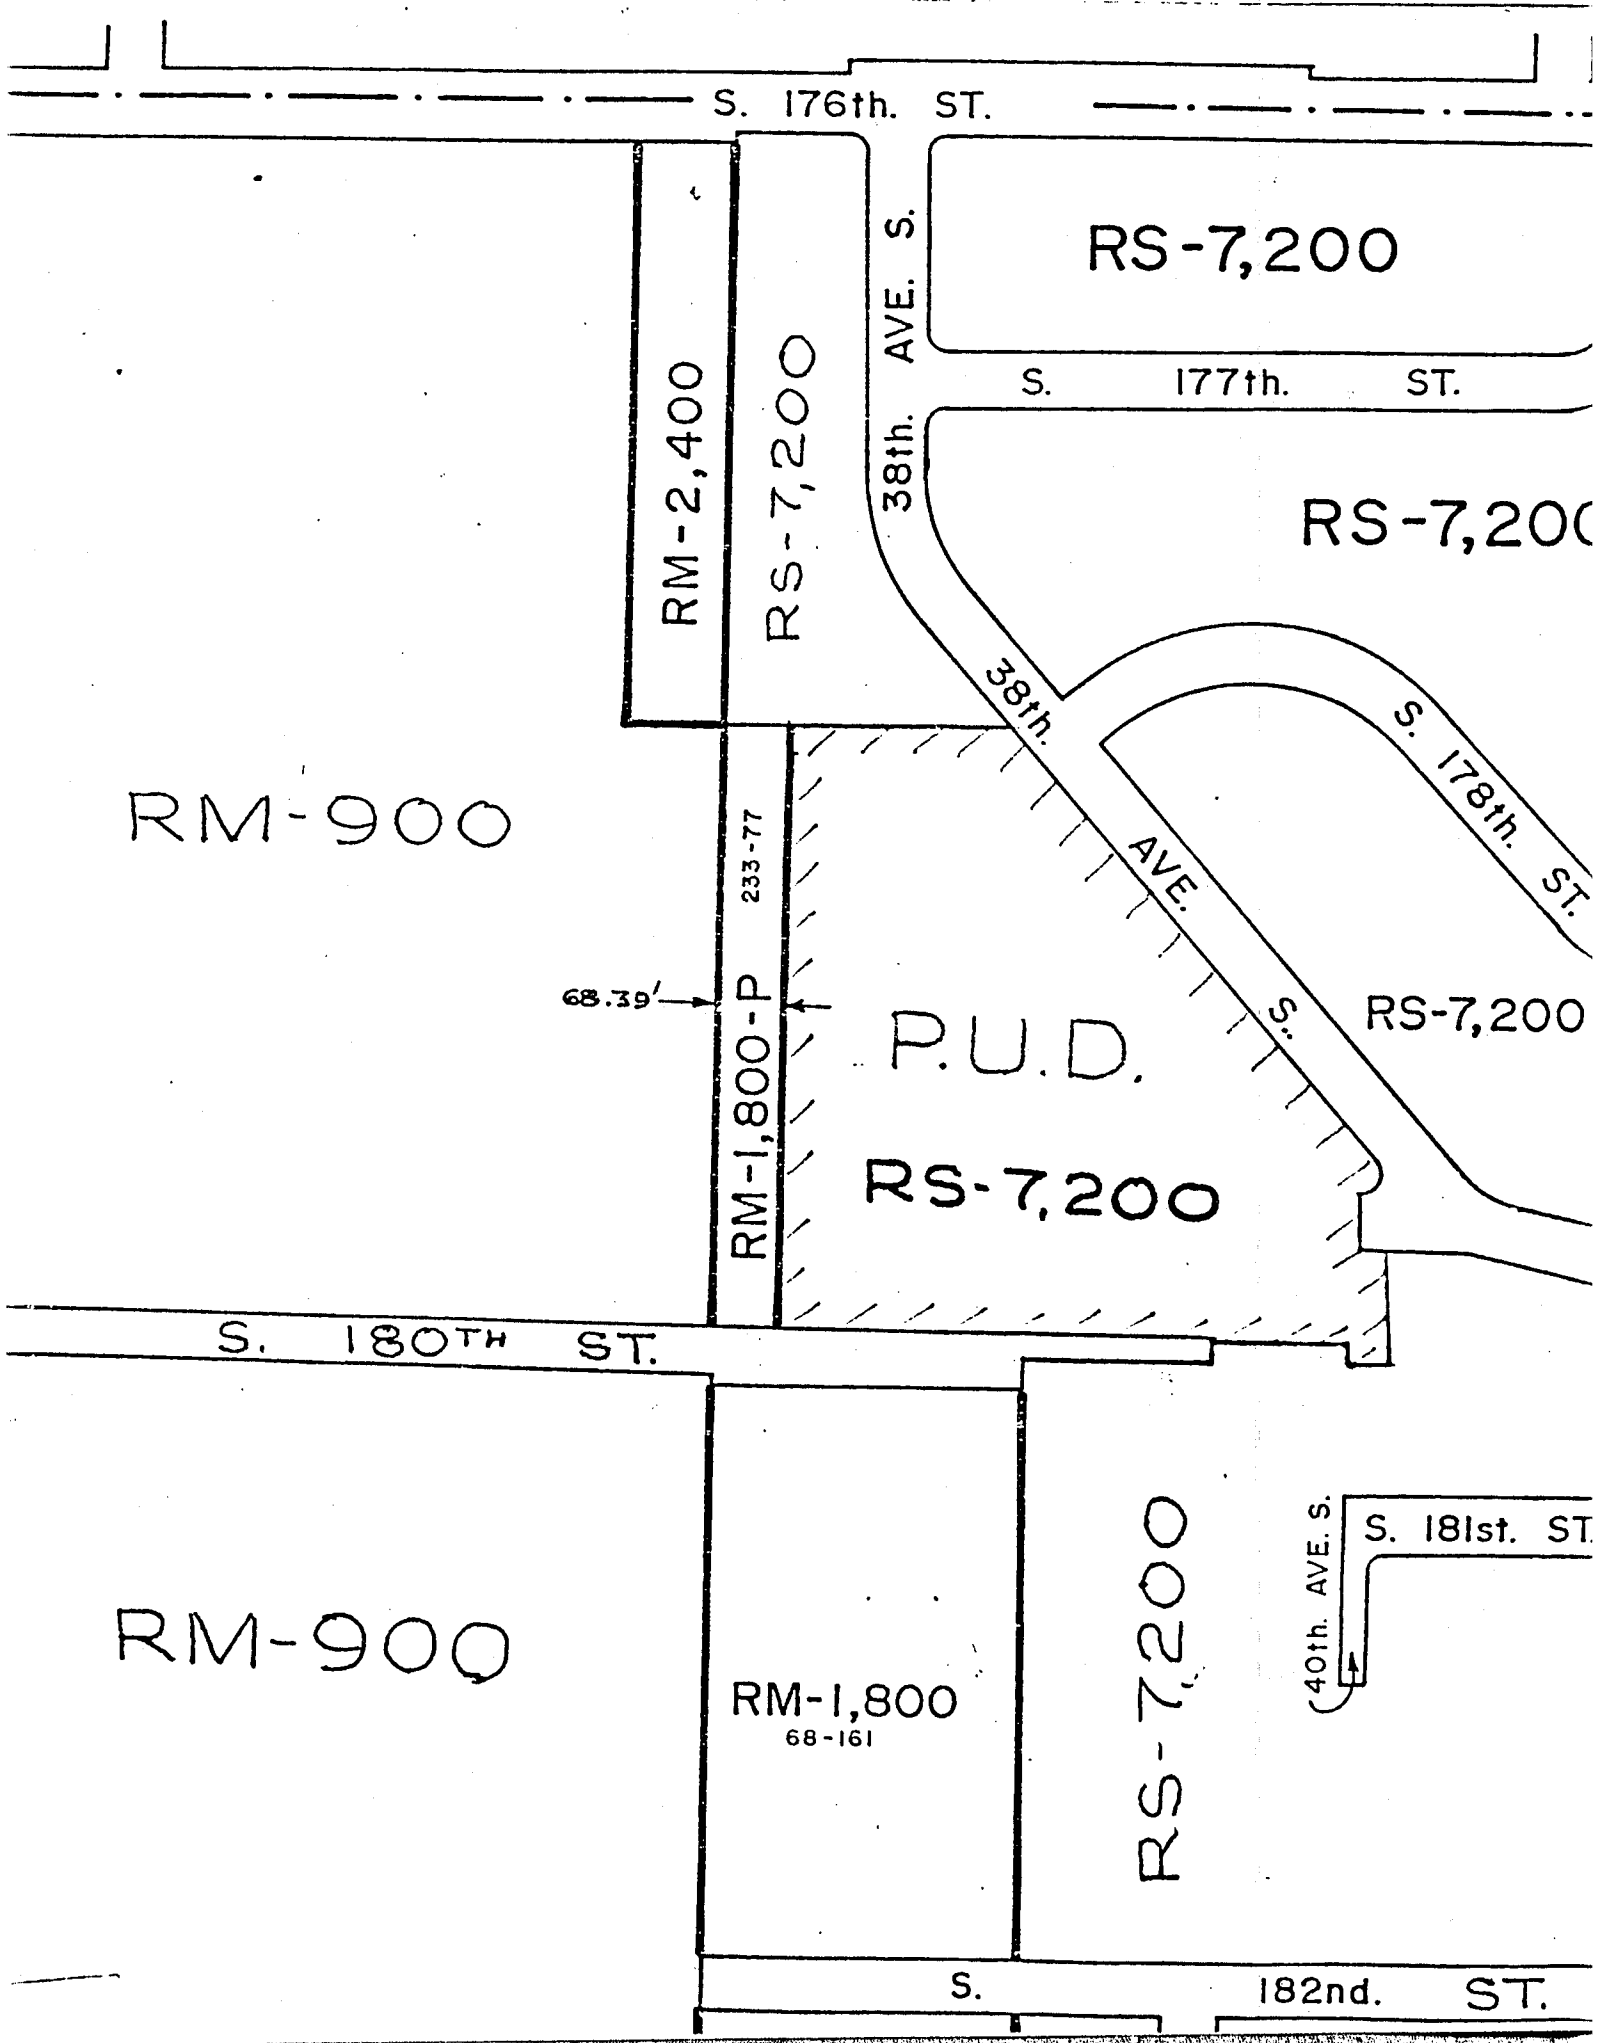 S. 176th. ST.
RS-7,200
38th. AVE. S.
S. 177th. ST.
RM-2,400
RS-7,200
RS-7,20
38th. AVE. S.
S. 178th. ST.
RM-900
233-77
RM-1,800-P
68.39'
P.U.D.
RS-7,200
RS-7,200
S. 180TH ST.
RM-900
RM-1,800
68-161
RS-7,200
40th. AVE. S.
S. 181st. ST.
S. 182nd. ST.